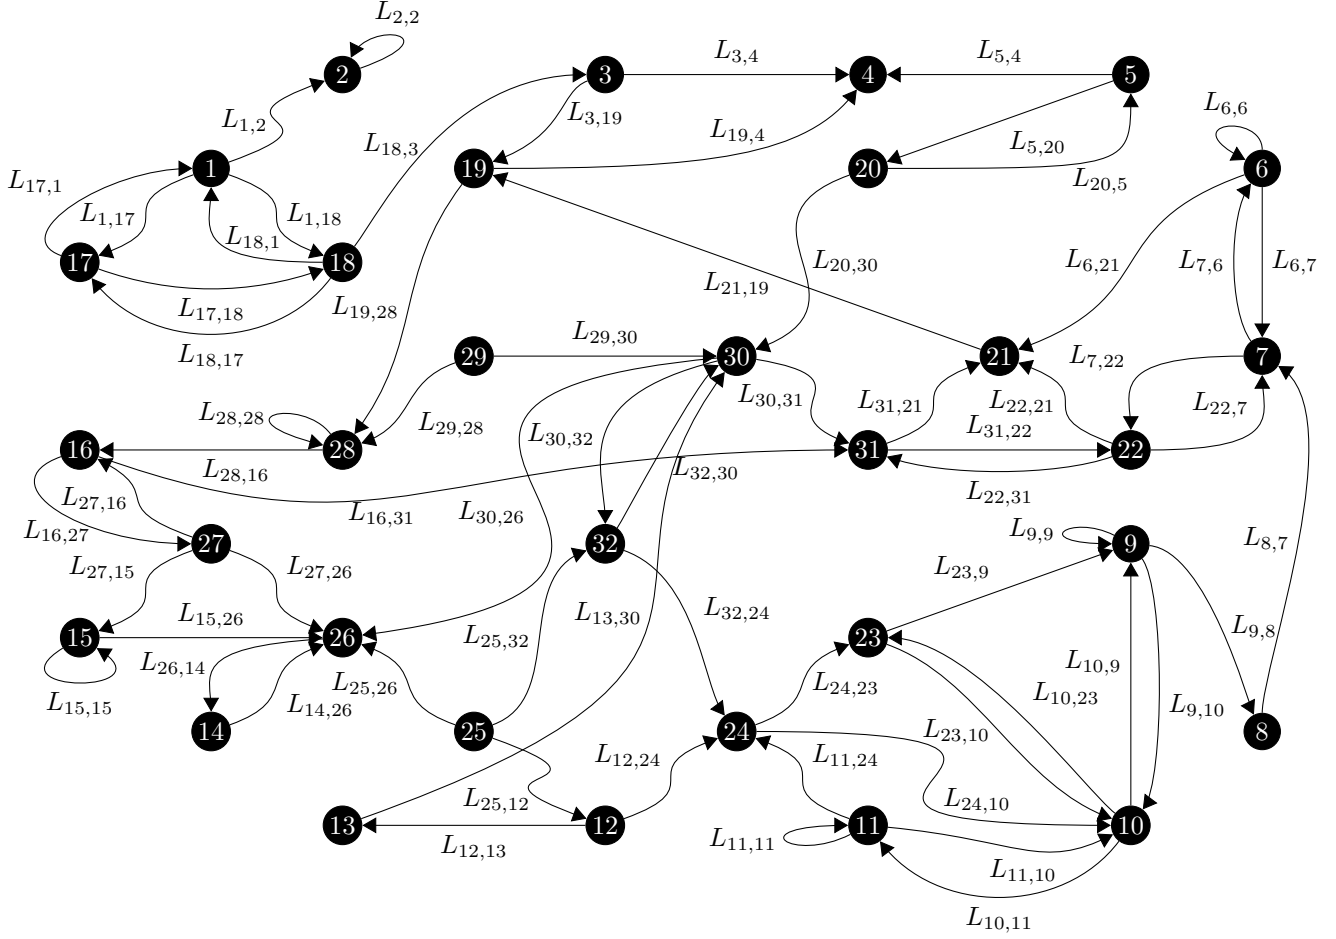 L2,2
2
3
L3,4
4
L5,4
5
L1,2
L18,3
L3,19
L19,4
L5,20
L6,6
1
19
20
6
L17,1
L1,17
L1,18
L20,5
L18,1
17
18
L6,21
L7,6
L6,7
L20,30
L21,19
L17,18
L19,28
L18,17
L29,30
29
30
21
L7,22
7
L28,28
L29,28
L30,31
L31,21
L22,21
L22,7
L30,32
L31,22
16
28
31
22
L28,16
L32,30
L27,16
L16,31
L30,26
L22,31
L16,27
27
32
L9,9
9
L8,7
L27,15
L27,26
L23,9
L15,26
L13,30
L32,24
L25,32
L9,8
15
26
23
L26,14
L10,9
L15,15
L25,26
L14,26
L24,23
L10,23
L9,10
14
25
24
L23,10
8
L12,24
L11,24
L25,12
L24,10
13
12
11
10
L12,13
L11,11
L11,10
L10,11